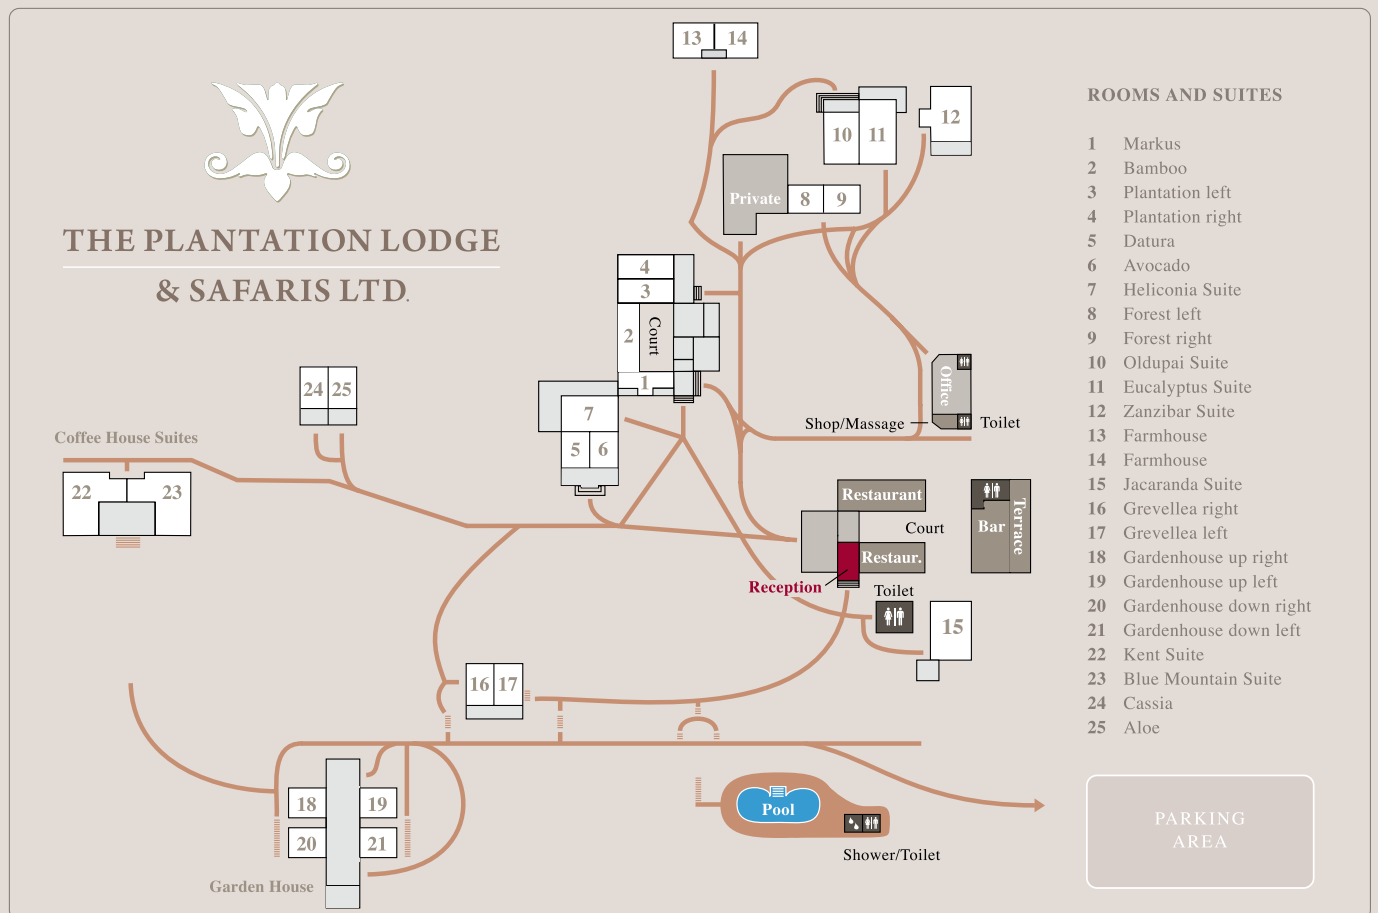 THE PLANTATION LODGE
& SAFARIS LTD.
13 14
10 11
12
Private
8 9
4
3
2
Court
1
7
5 6
24 25
Coffee House Suites
22 23
Office
Shop/Massage
Toilet
Restaurant
Court
Restaur.
Bar
Terrace
Reception
Toilet
15
16 17
18 19
20 21
Garden House
Pool
Shower/Toilet
ROOMS AND SUITES
1 Markus
2 Bamboo
3 Plantation left
4 Plantation right
5 Datura
6 Avocado
7 Heliconia Suite
8 Forest left
9 Forest right
10 Oldupai Suite
11 Eucalyptus Suite
12 Zanzibar Suite
13 Farmhouse
14 Farmhouse
15 Jacaranda Suite
16 Grevellea right
17 Grevellea left
18 Gardenhouse up right
19 Gardenhouse up left
20 Gardenhouse down right
21 Gardenhouse down left
22 Kent Suite
23 Blue Mountain Suite
24 Cassia
25 Aloe
PARKING
AREA